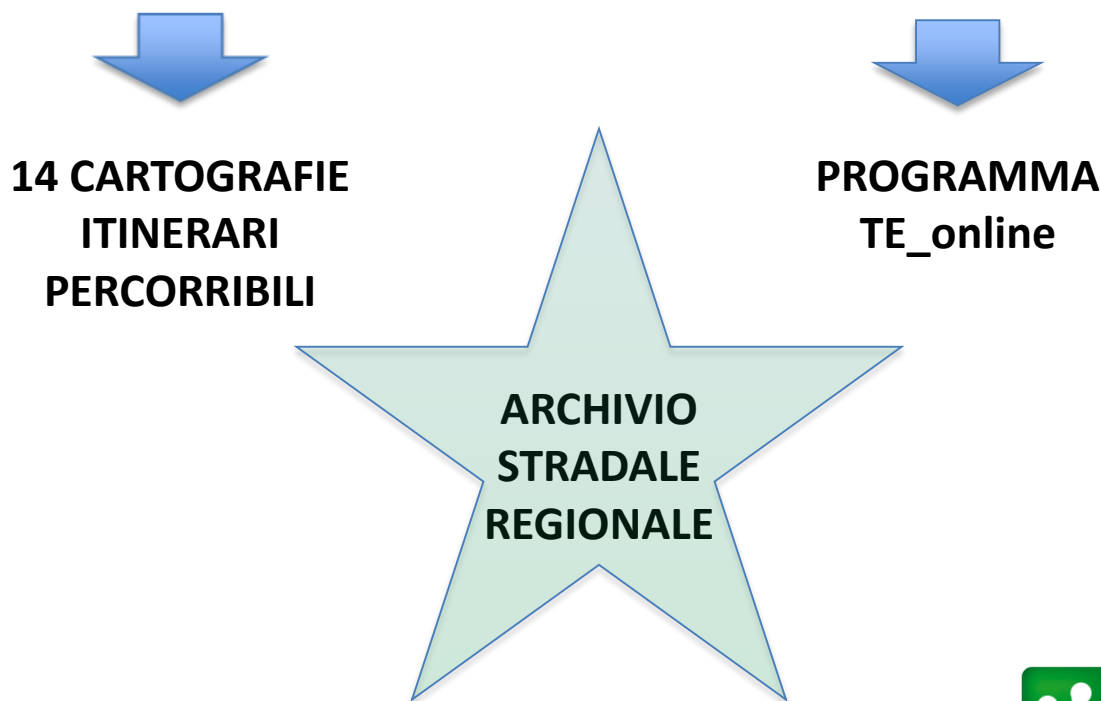 14 CARTOGRAFIE
ITINERARI
PERCORRIBILI
PROGRAMMA
TE_online
ARCHIVIO
STRADALE
REGIONALE